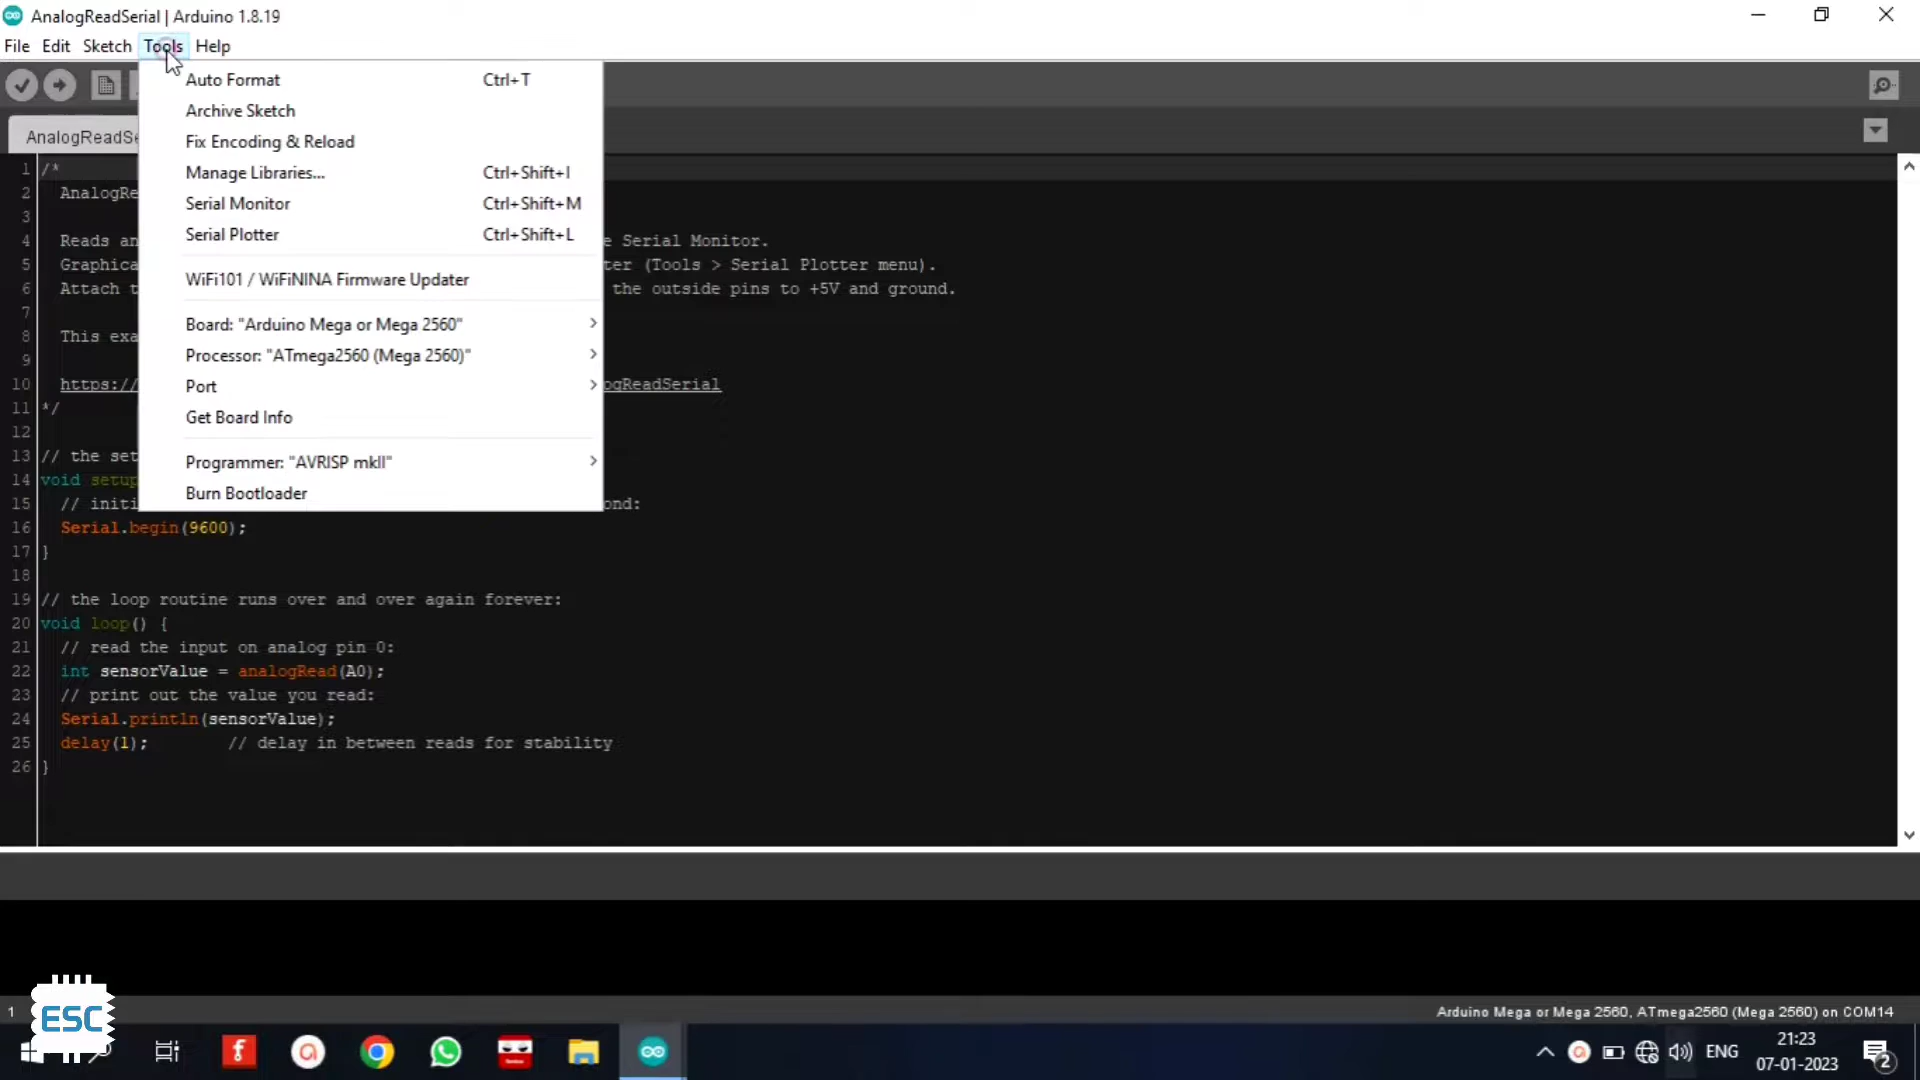 AnalogReadSerial | Arduino 1.8.19
File Edit Sketch Tools Help
Auto Format Ctrl+T
Archive Sketch
Fix Encoding & Reload
Manage Libraries... Ctrl+Shift+I
Serial Monitor Ctrl+Shift+M
Serial Plotter Ctrl+Shift+L
WiFi101 / WiFiNINA Firmware Updater
Board: "Arduino Mega or Mega 2560"
Processor: "ATmega2560 (Mega 2560)"
Port
Get Board Info
Programmer: "AVRISP mkII"
Burn Bootloader
AnalogReadSe
1 /*
2 AnalogRe
3
4 Reads an e Serial Monitor.
5 Graphica ter (Tools > Serial Plotter menu).
6 Attach t the outside pins to +5V and ground.
7
8 This exa
9
10 https:// ogReadSerial
11 */
12
13 // the set
14 void setup
15 // initi ond:
16 Serial.begin(9600);
17 }
18
19 // the loop routine runs over and over again forever:
20 void loop() {
21 // read the input on analog pin 0:
22 int sensorValue = analogRead(A0);
23 // print out the value you read:
24 Serial.println(sensorValue);
25 delay(1); // delay in between reads for stability
26 }
1 Arduino Mega or Mega 2560, ATmega2560 (Mega 2560) on COM14
ESC
ENG
21:23
07-01-2023
2